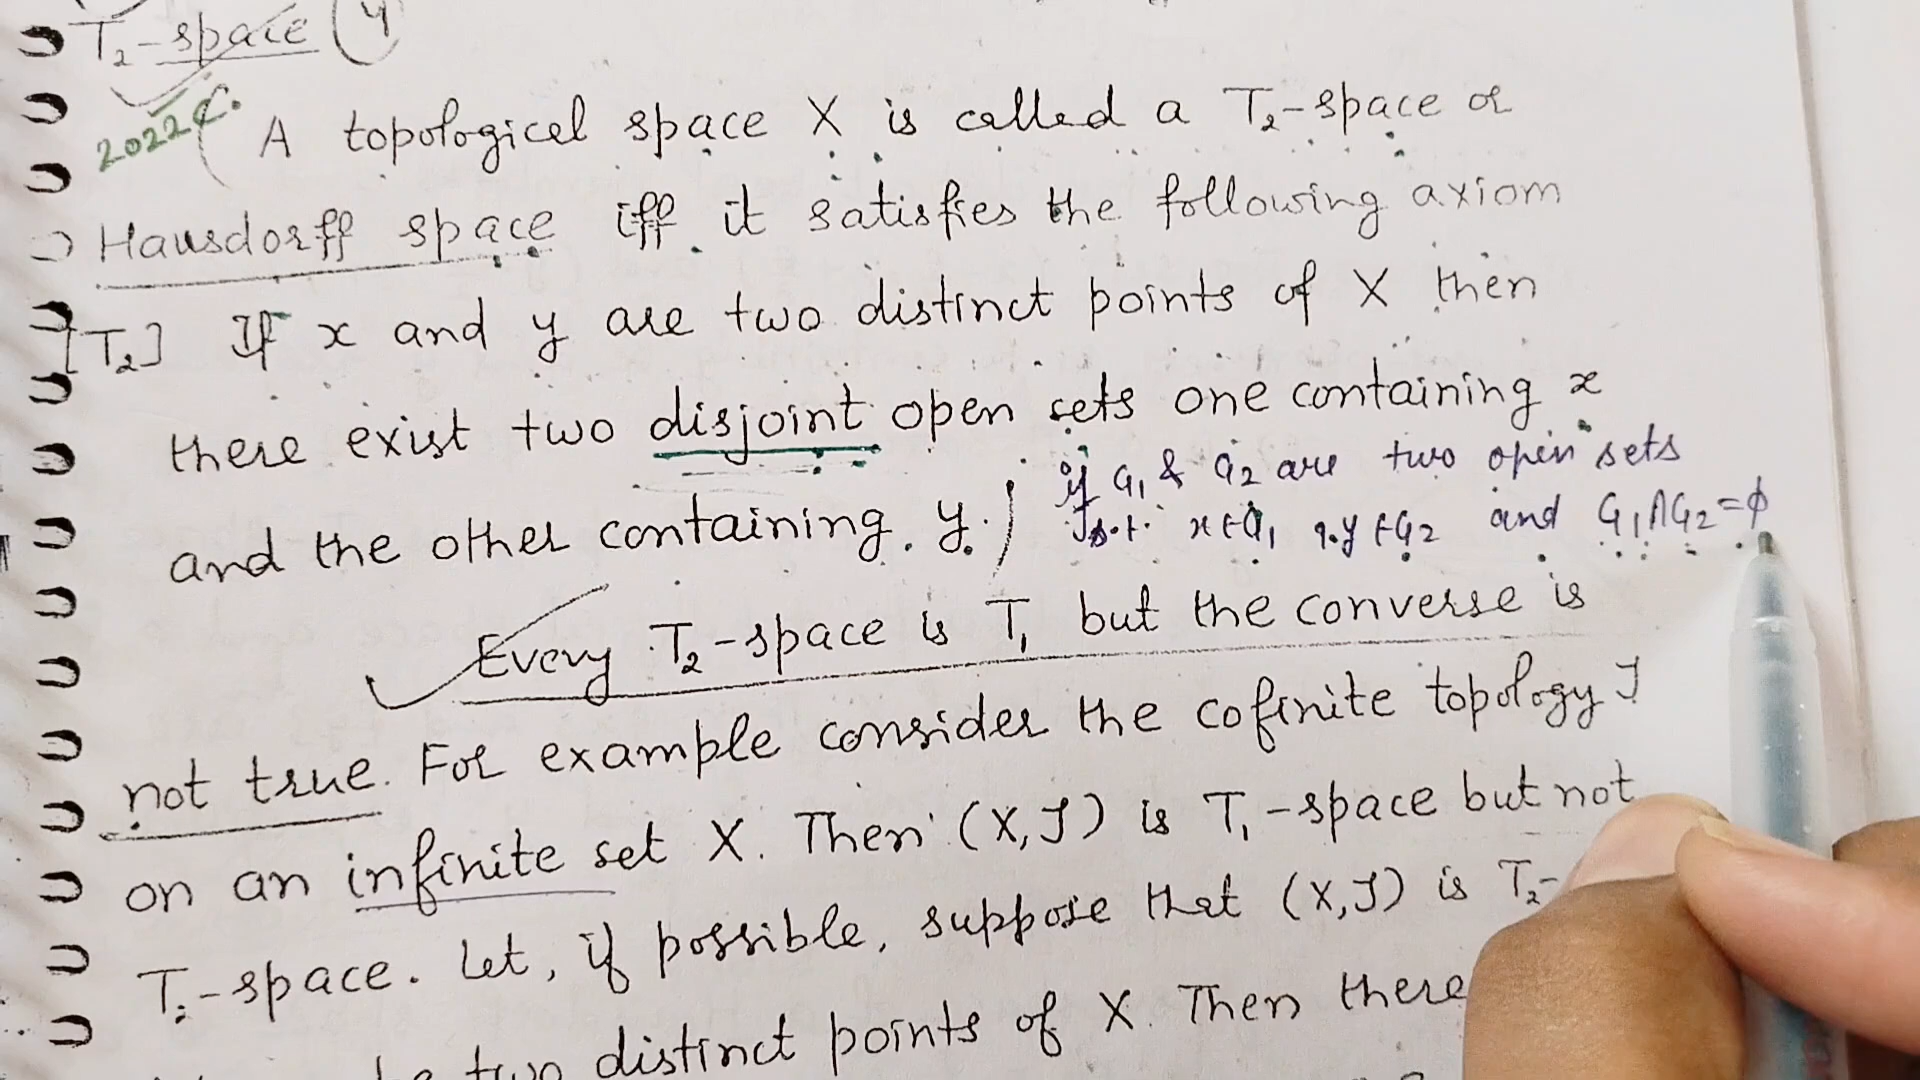 T₂-space (4)
2022 C.
A topological space X is called a T₂-space or
Hausdorff space iff it satisfies the following axiom
[T₂] If x and y are two distinct points of X then
there exist two disjoint open sets one containing x
and the other containing y.
if G₁ & G₂ are two open sets
s.t. x∈G₁ q.y∈G₂ and G₁∩G₂=ϕ
Every T₂-space is T₁ but the converse is
not true. For example consider the cofinite topology J
on an infinite set X. Then (X,J) is T₁-space but not
T₂-space. Let, if possible, suppose that (X,J) is T₂-
two distinct points of X. Then there